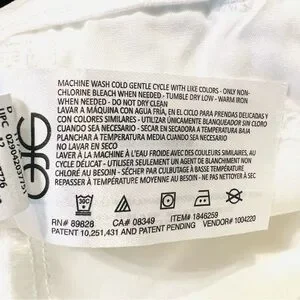 MACHINE WASH COLD GENTLE CYCLE WITH LIKE COLORS - ONLY NON-
CHLORINE BLEACH WHEN NEEDED - TUMBLE DRY LOW - WARM IRON
WHEN NEEDED - DO NOT DRY CLEAN
LAVAR A MÁQUINA CON AGUA FRÍA, EN EL CICLO PARA PRENDAS DELICADAS Y
CON COLORES SIMILARES - UTILIZAR ÚNICAMENTE BLANQUEADOR SIN CLORO
CUANDO SEA NECESARIO - SECAR EN SECADORA A TEMPERATURA BAJA
PLANCHAR A TEMPERATURA MEDIA CUANDO SEA NECESARIO
NO LAVAR EN SECO
LAVER À LA MACHINE À L'EAU FROIDE AVEC DES COULEURS SIMILAIRES, AU
CYCLE DÉLICAT - UTILISER SEULEMENT UN AGENT DE BLANCHIMENT SANS
CHLORE AU BESOIN - SÉCHER PAR CULBUTAGE À BASSE TEMPÉRATURE
REPASSER À TEMPÉRATURE MOYENNE AU BESOIN - NE PAS NETTOYER À SEC
30C
RN# 89828 CA# 08349 ITEM# 1846259
PATENT 10,251,431 AND PATENT PENDING VENDOR# 1004220
UPC